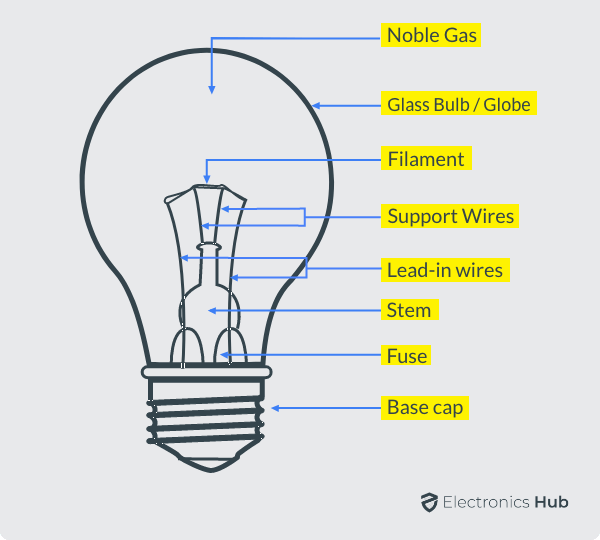 Noble Gas
Glass Bulb / Globe
Filament
Support Wires
Lead-in wires
Stem
Fuse
Base cap
Electronics Hub